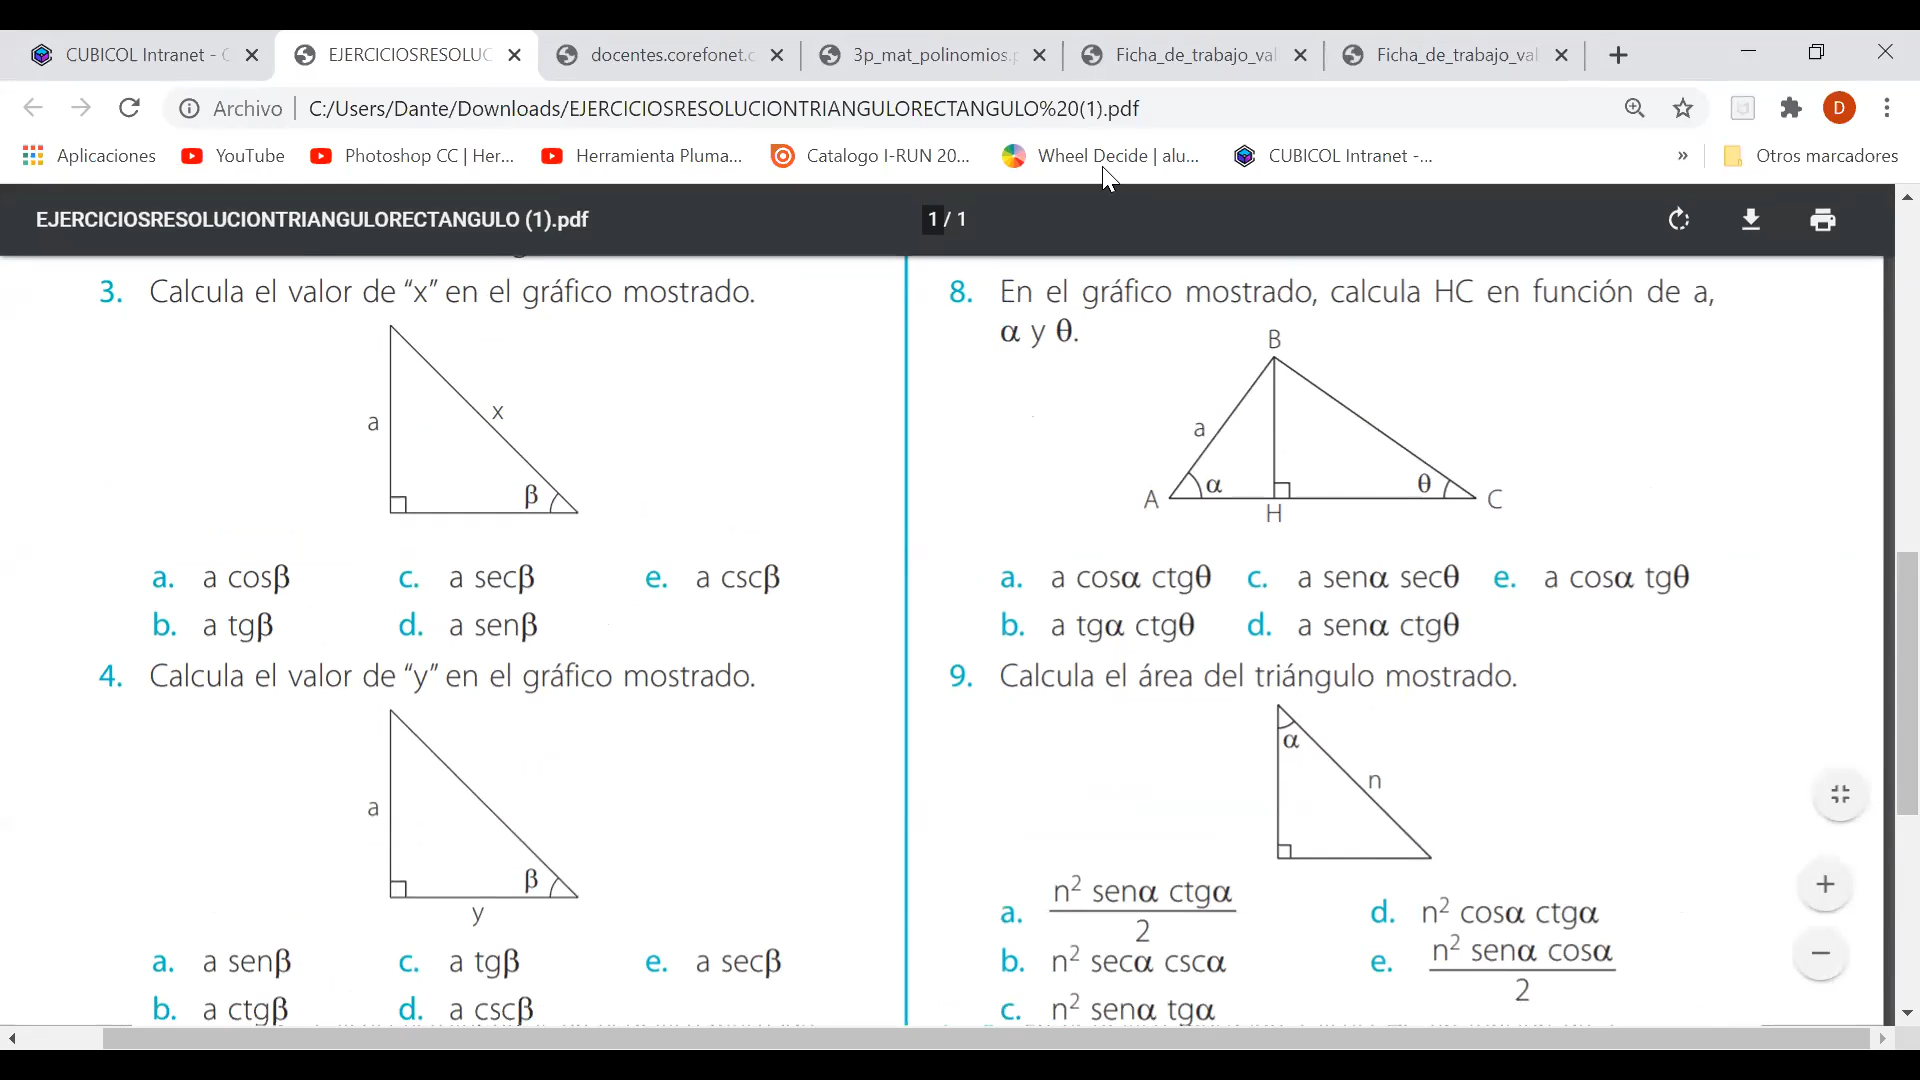 CUBICOL Intranet - C
EJERCICIOSRESOLUC
docentes.corefonet.c
3p_mat_polinomios.p
Ficha_de_trabajo_val
Ficha_de_trabajo_val
Archivo
C:/Users/Dante/Downloads/EJERCICIOSRESOLUCIONTRIANGULORECTANGULO%20(1).pdf
D
Aplicaciones
YouTube
Photoshop CC | Her...
Herramienta Pluma...
Catalogo I-RUN 20...
Wheel Decide | alu...
CUBICOL Intranet -...
»
Otros marcadores
EJERCICIOSRESOLUCIONTRIANGULORECTANGULO (1).pdf
1 / 1
3. Calcula el valor de “x” en el gráfico mostrado.
a
x
β
a. a cosβ c. a secβ e. a cscβ
b. a tgβ d. a senβ
4. Calcula el valor de “y” en el gráfico mostrado.
a
β
y
a. a senβ c. a tgβ e. a secβ
b. a ctgβ d. a cscβ
8. En el gráfico mostrado, calcula HC en función de a,
α y θ.
B
a
A α θ C
H
a. a cosα ctgθ c. a senα secθ e. a cosα tgθ
b. a tgα ctgθ d. a senα ctgθ
9. Calcula el área del triángulo mostrado.
α
n
a. n² senα ctgα / 2 d. n² cosα ctgα
b. n² secα cscα e. n² senα cosα / 2
c. n² senα tgα